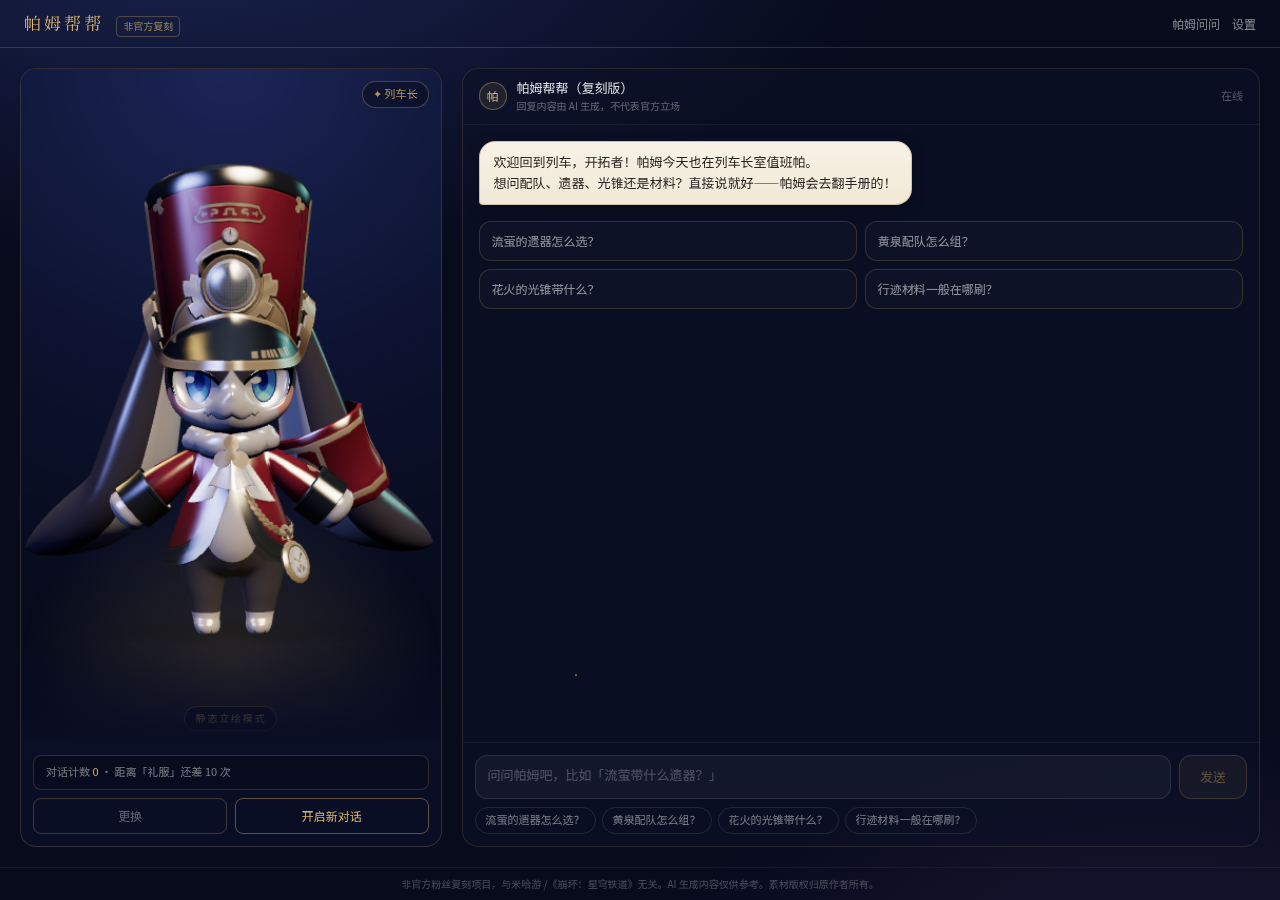 帕姆帮帮
非官方复刻
帕姆问问
设置
✦ 列车长
静态立绘模式
对话计数 0 · 距离「礼服」还差 10 次
更换
开启新对话
帕
帕姆帮帮（复刻版）
回复内容由 AI 生成，不代表官方立场
在线
欢迎回到列车，开拓者！帕姆今天也在列车长室值班帕。
想问配队、遗器、光锥还是材料？直接说就好——帕姆会去翻手册的！
流萤的遗器怎么选？
黄泉配队怎么组？
花火的光锥带什么？
行迹材料一般在哪刷？
问问帕姆吧，比如「流萤带什么遗器？」
发送
流萤的遗器怎么选？
黄泉配队怎么组？
花火的光锥带什么？
行迹材料一般在哪刷？
非官方粉丝复刻项目，与米哈游 /《崩坏：星穹铁道》无关。AI 生成内容仅供参考。素材版权归原作者所有。